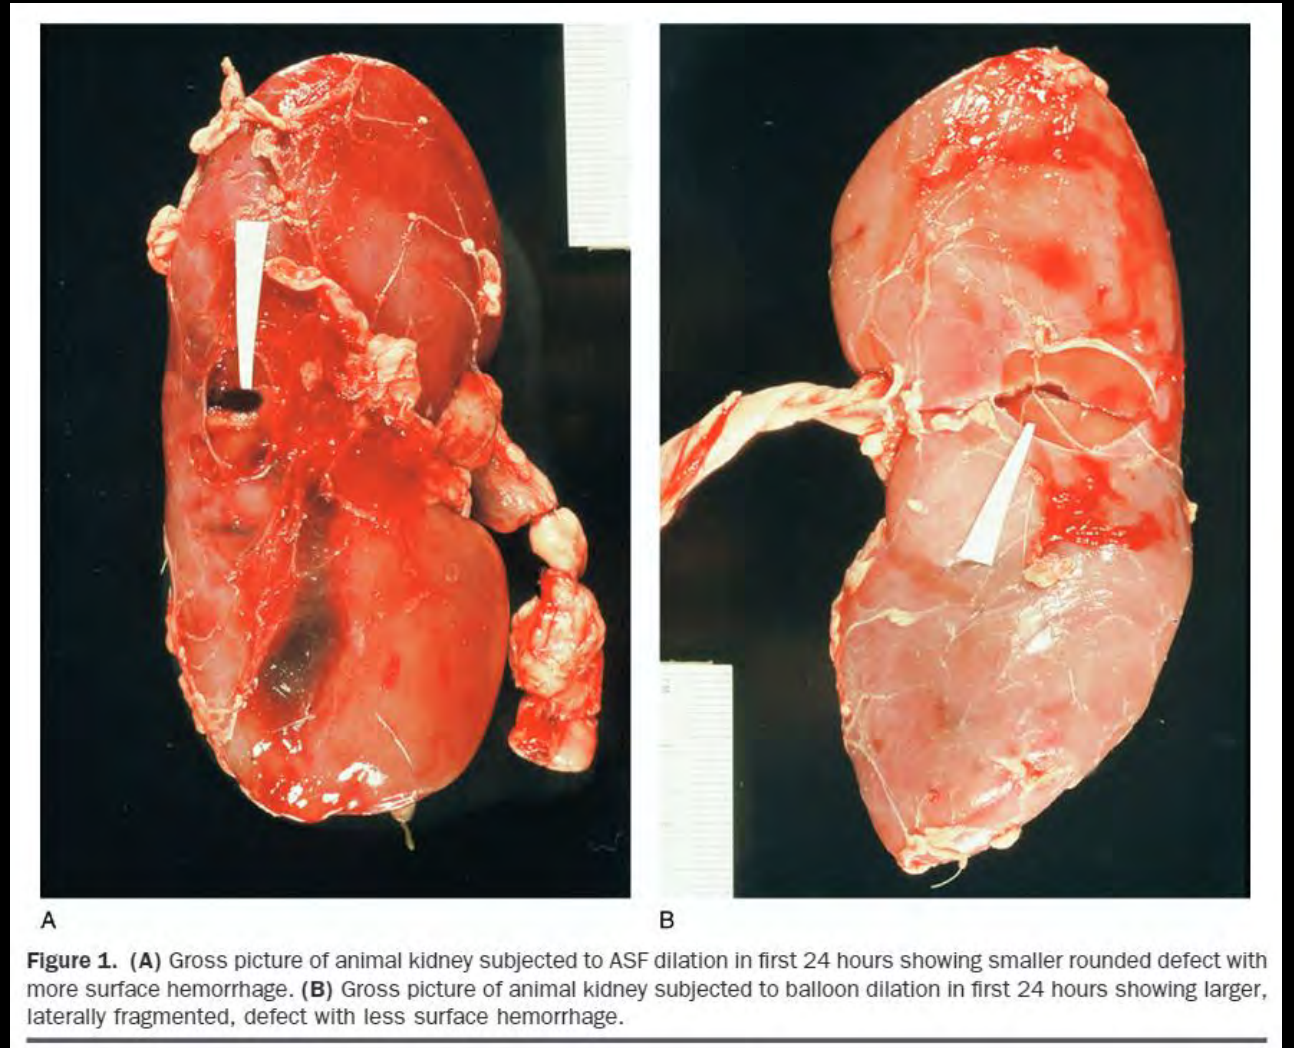 A
B
Figure 1. (A) Gross picture of animal kidney subjected to ASF dilation in first 24 hours showing smaller rounded defect with
more surface hemorrhage. (B) Gross picture of animal kidney subjected to balloon dilation in first 24 hours showing larger,
laterally fragmented, defect with less surface hemorrhage.